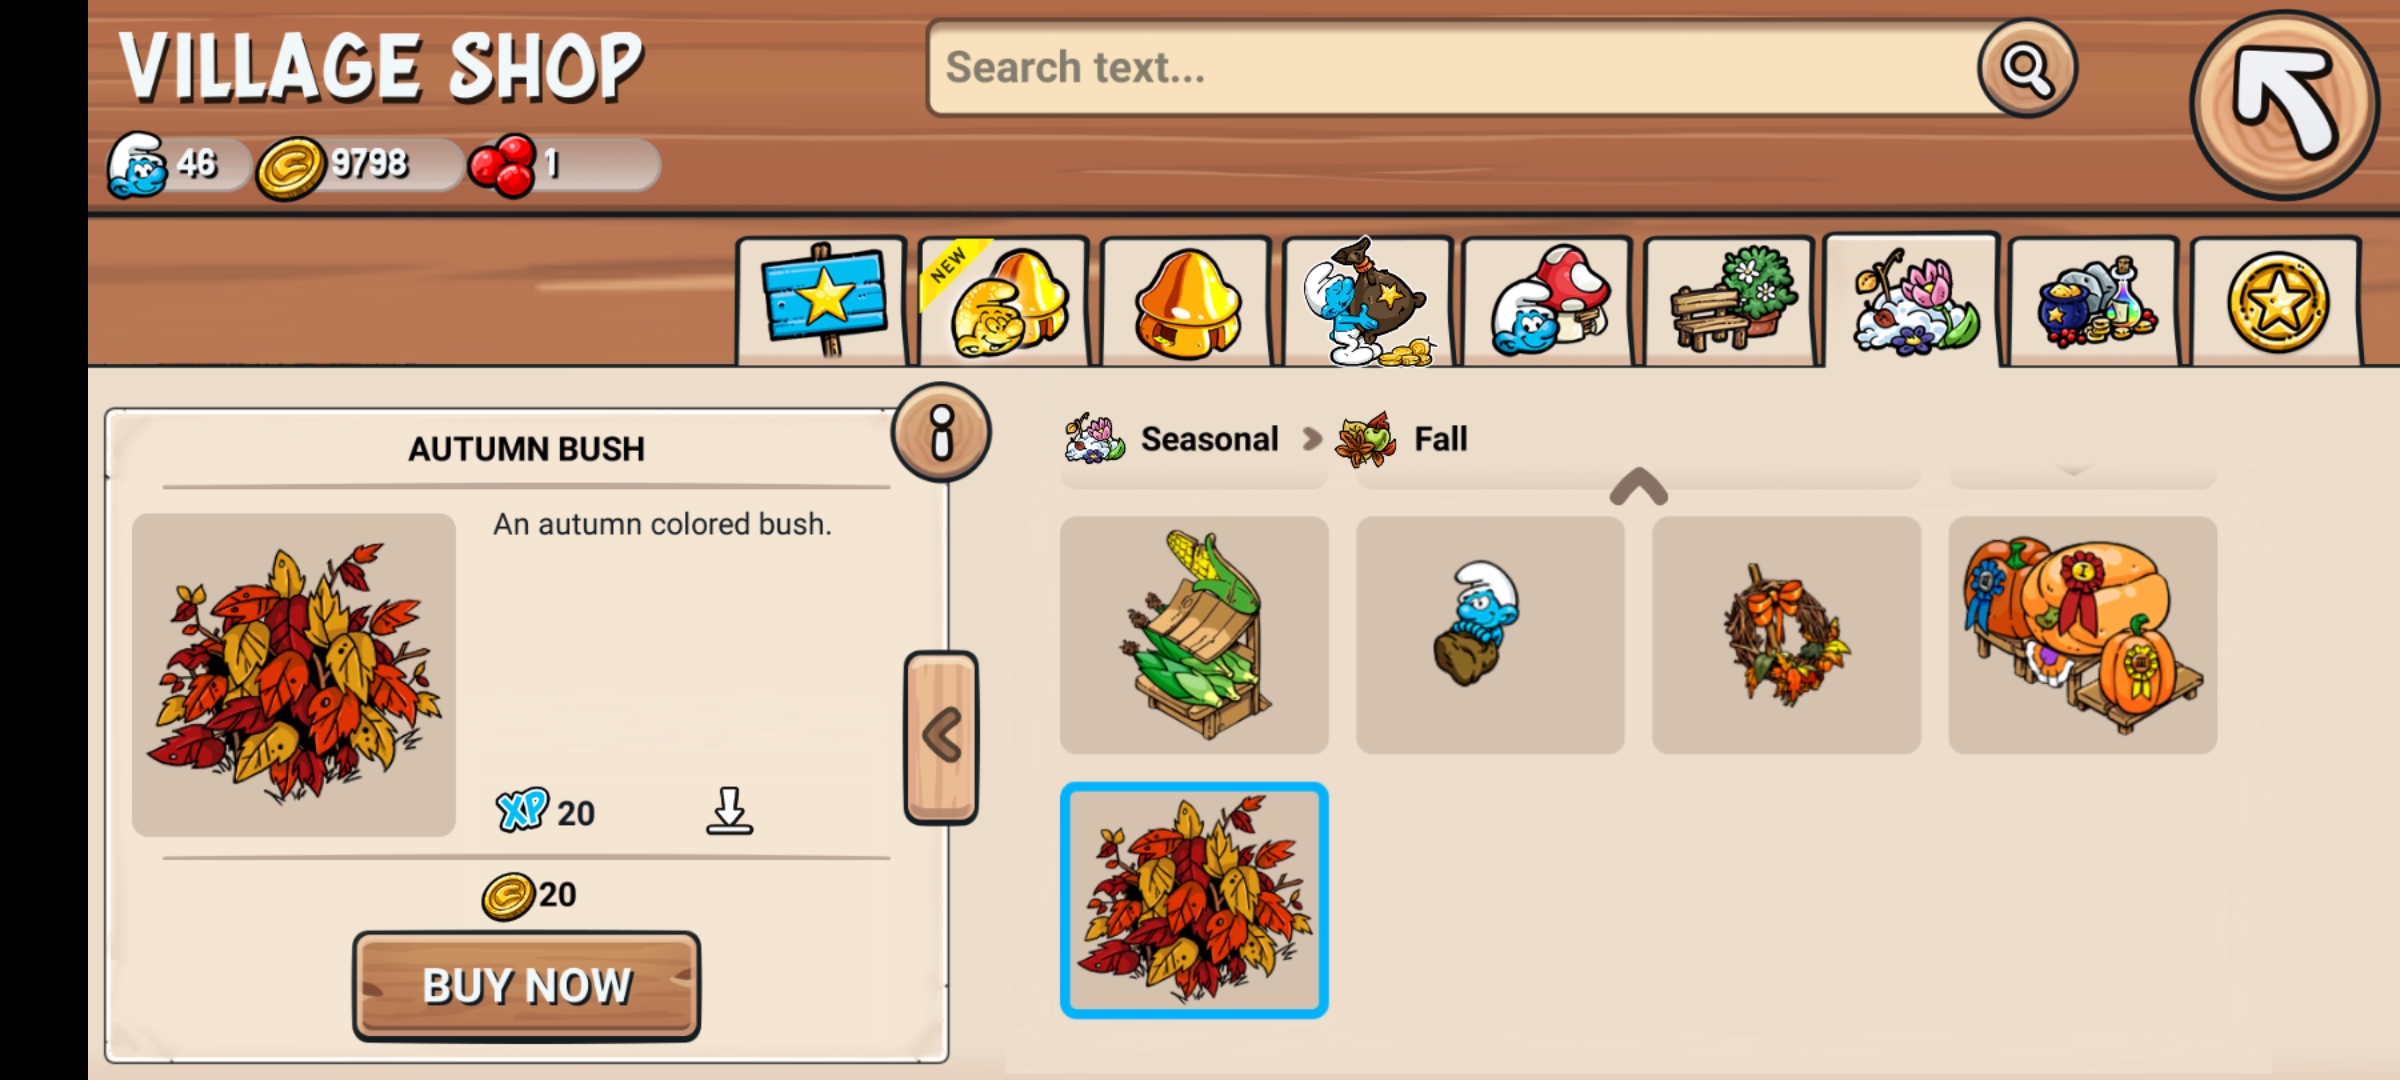 VILLAGE SHOP
Search text...
46
9798
1
NEW
AUTUMN BUSH
Seasonal
Fall
An autumn colored bush.
XP 20
20
BUY NOW